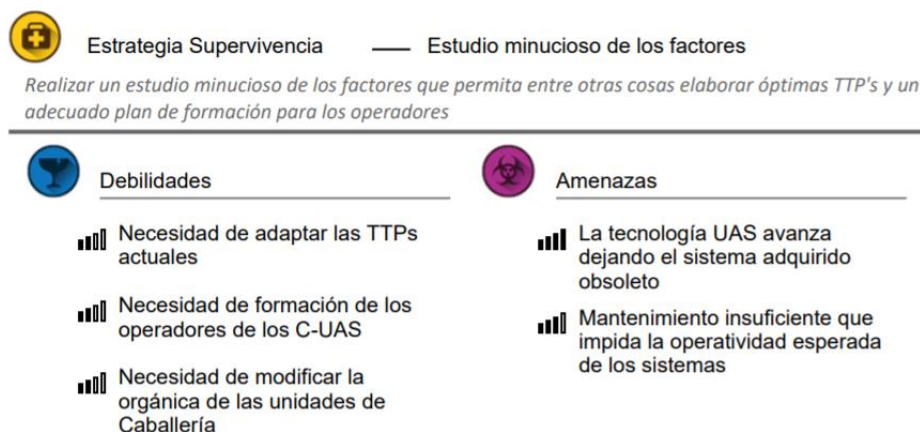 Estrategia Supervivencia — Estudio minucioso de los factores
Realizar un estudio minucioso de los factores que permita entre otras cosas elaborar óptimas TTP's y un
adecuado plan de formación para los operadores
Debilidades
Necesidad de adaptar las TTPs
actuales
Necesidad de formación de los
operadores de los C-UAS
Necesidad de modificar la
orgánica de las unidades de
Caballería
Amenazas
La tecnología UAS avanza
dejando el sistema adquirido
obsoleto
Mantenimiento insuficiente que
impida la operatividad esperada
de los sistemas